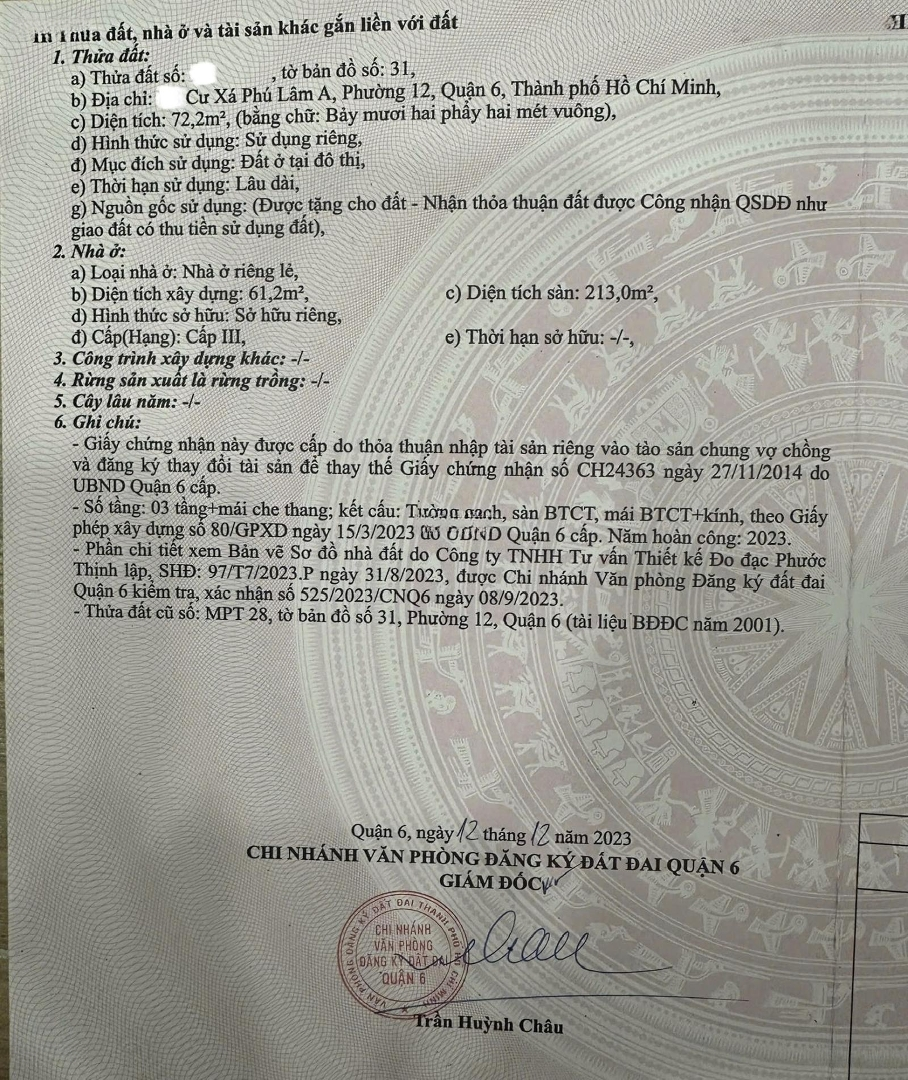 Thửa đất, nhà ở và tài sản khác gắn liền với đất
1. Thửa đất:
a) Thửa đất số: , tờ bản đồ số: 31,
b) Địa chỉ: Cư Xá Phú Lâm A, Phường 12, Quận 6, Thành phố Hồ Chí Minh,
c) Diện tích: 72,2m², (bằng chữ: Bảy mươi hai phẩy hai mét vuông),
d) Hình thức sử dụng: Sử dụng riêng,
đ) Mục đích sử dụng: Đất ở tại đô thị,
e) Thời hạn sử dụng: Lâu dài,
g) Nguồn gốc sử dụng: (Được tặng cho đất - Nhận thỏa thuận đất được Công nhận QSDĐ như
giao đất có thu tiền sử dụng đất),
2. Nhà ở:
a) Loại nhà ở: Nhà ở riêng lẻ,
b) Diện tích xây dựng: 61,2m², c) Diện tích sàn: 213,0m²,
d) Hình thức sở hữu: Sở hữu riêng,
đ) Cấp(Hạng): Cấp III, e) Thời hạn sở hữu: -/-,
3. Công trình xây dựng khác: -/-
4. Rừng sản xuất là rừng trồng: -/-
5. Cây lâu năm: -/-
6. Ghi chú:
- Giấy chứng nhận này được cấp do thỏa thuận nhập tài sản riêng vào tào sản chung vợ chồng
và đăng ký thay đổi tài sản để thay thế Giấy chứng nhận số CH24363 ngày 27/11/2014 do
UBND Quận 6 cấp.
- Số tầng: 03 tầng+mái che thang; kết cấu: Tường gạch, sàn BTCT, mái BTCT+kính, theo Giấy
phép xây dựng số 80/GPXD ngày 15/3/2023 do UBND Quận 6 cấp. Năm hoàn công: 2023.
- Phần chi tiết xem Bản vẽ Sơ đồ nhà đất do Công ty TNHH Tư vấn Thiết kế Đo đạc Phước
Thịnh lập, SHĐ: 97/T7/2023.P ngày 31/8/2023, được Chi nhánh Văn phòng Đăng ký đất đai
Quận 6 kiểm tra, xác nhận số 525/2023/CNQ6 ngày 08/9/2023.
- Thửa đất cũ số: MPT 28, tờ bản đồ số 31, Phường 12, Quận 6 (tài liệu BĐĐC năm 2001).
Quận 6, ngày 12 tháng 12 năm 2023
CHI NHÁNH VĂN PHÒNG ĐĂNG KÝ ĐẤT ĐAI QUẬN 6
GIÁM ĐỐC
VĂN PHÒNG ĐĂNG KÝ ĐẤT ĐAI THÀNH PHỐ HỒ CHÍ MINH
CHI NHÁNH
VĂN PHÒNG
ĐĂNG KÝ ĐẤT ĐAI
QUẬN 6
Trần Huỳnh Châu